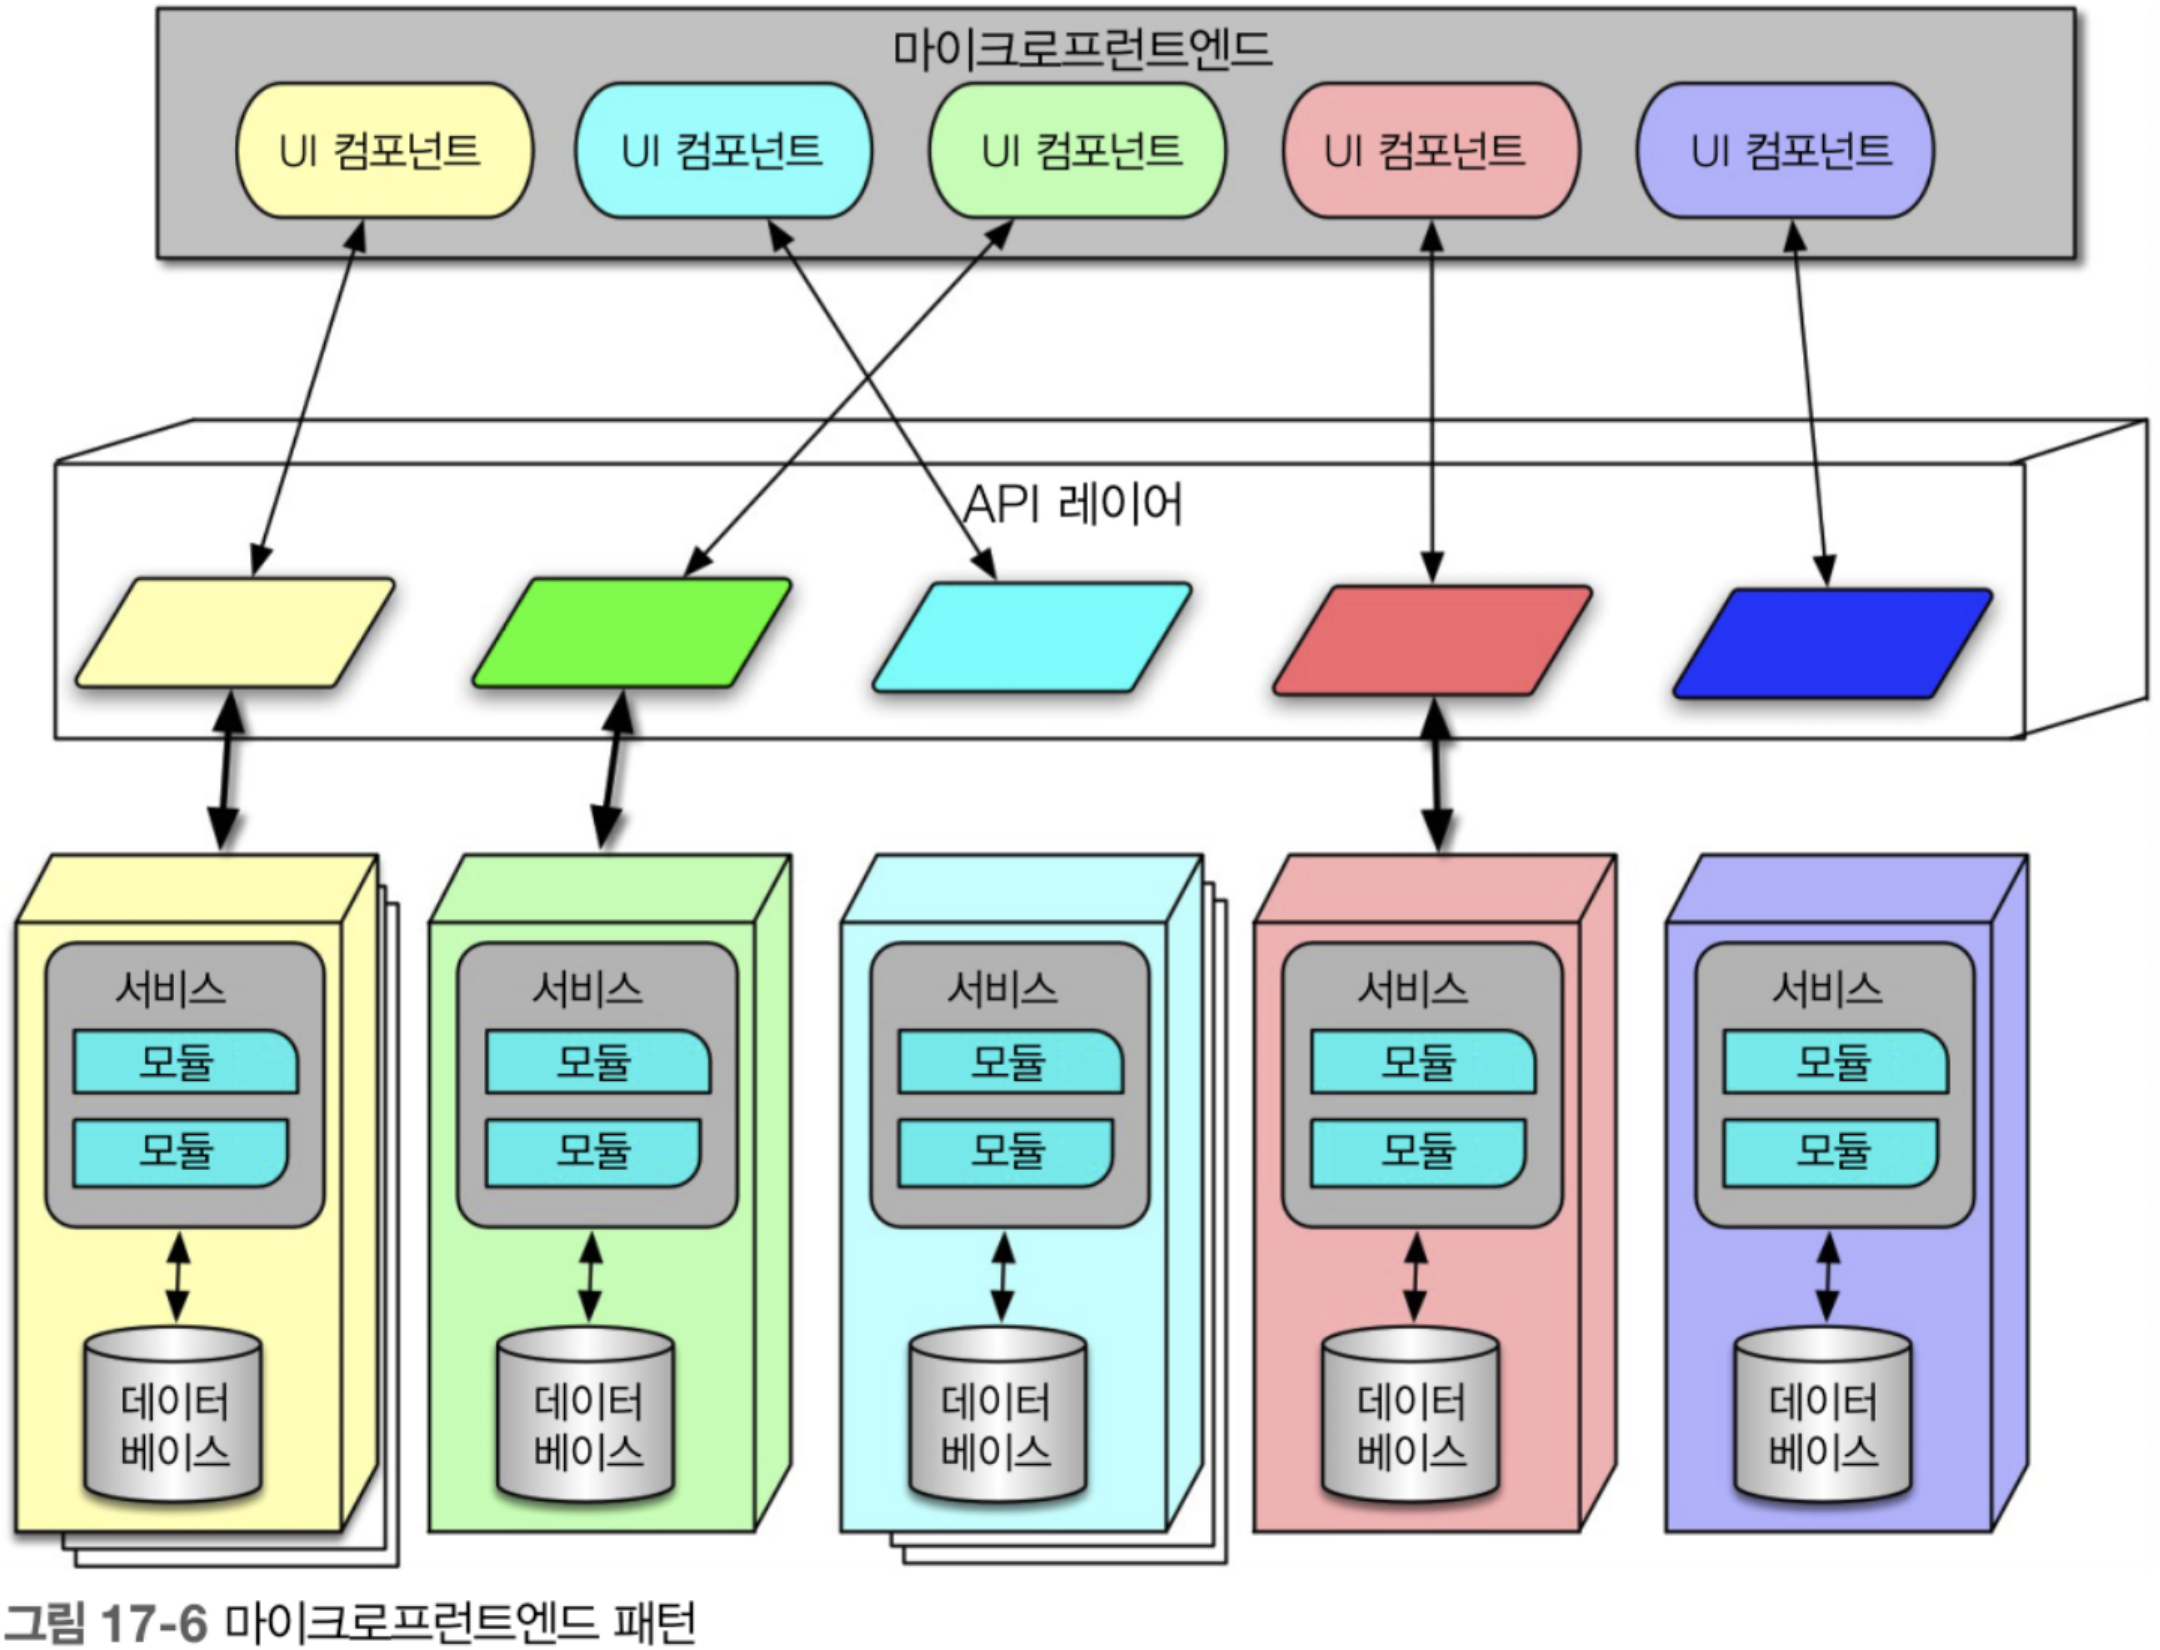 마이크로프런트엔드
UI 컴포넌트
UI 컴포넌트
UI 컴포넌트
UI 컴포넌트
UI 컴포넌트
API 레이어
서비스
모듈
모듈
데이터
베이스
서비스
모듈
모듈
데이터
베이스
서비스
모듈
모듈
데이터
베이스
서비스
모듈
모듈
데이터
베이스
서비스
모듈
모듈
데이터
베이스
그림 17-6 마이크로프런트엔드 패턴